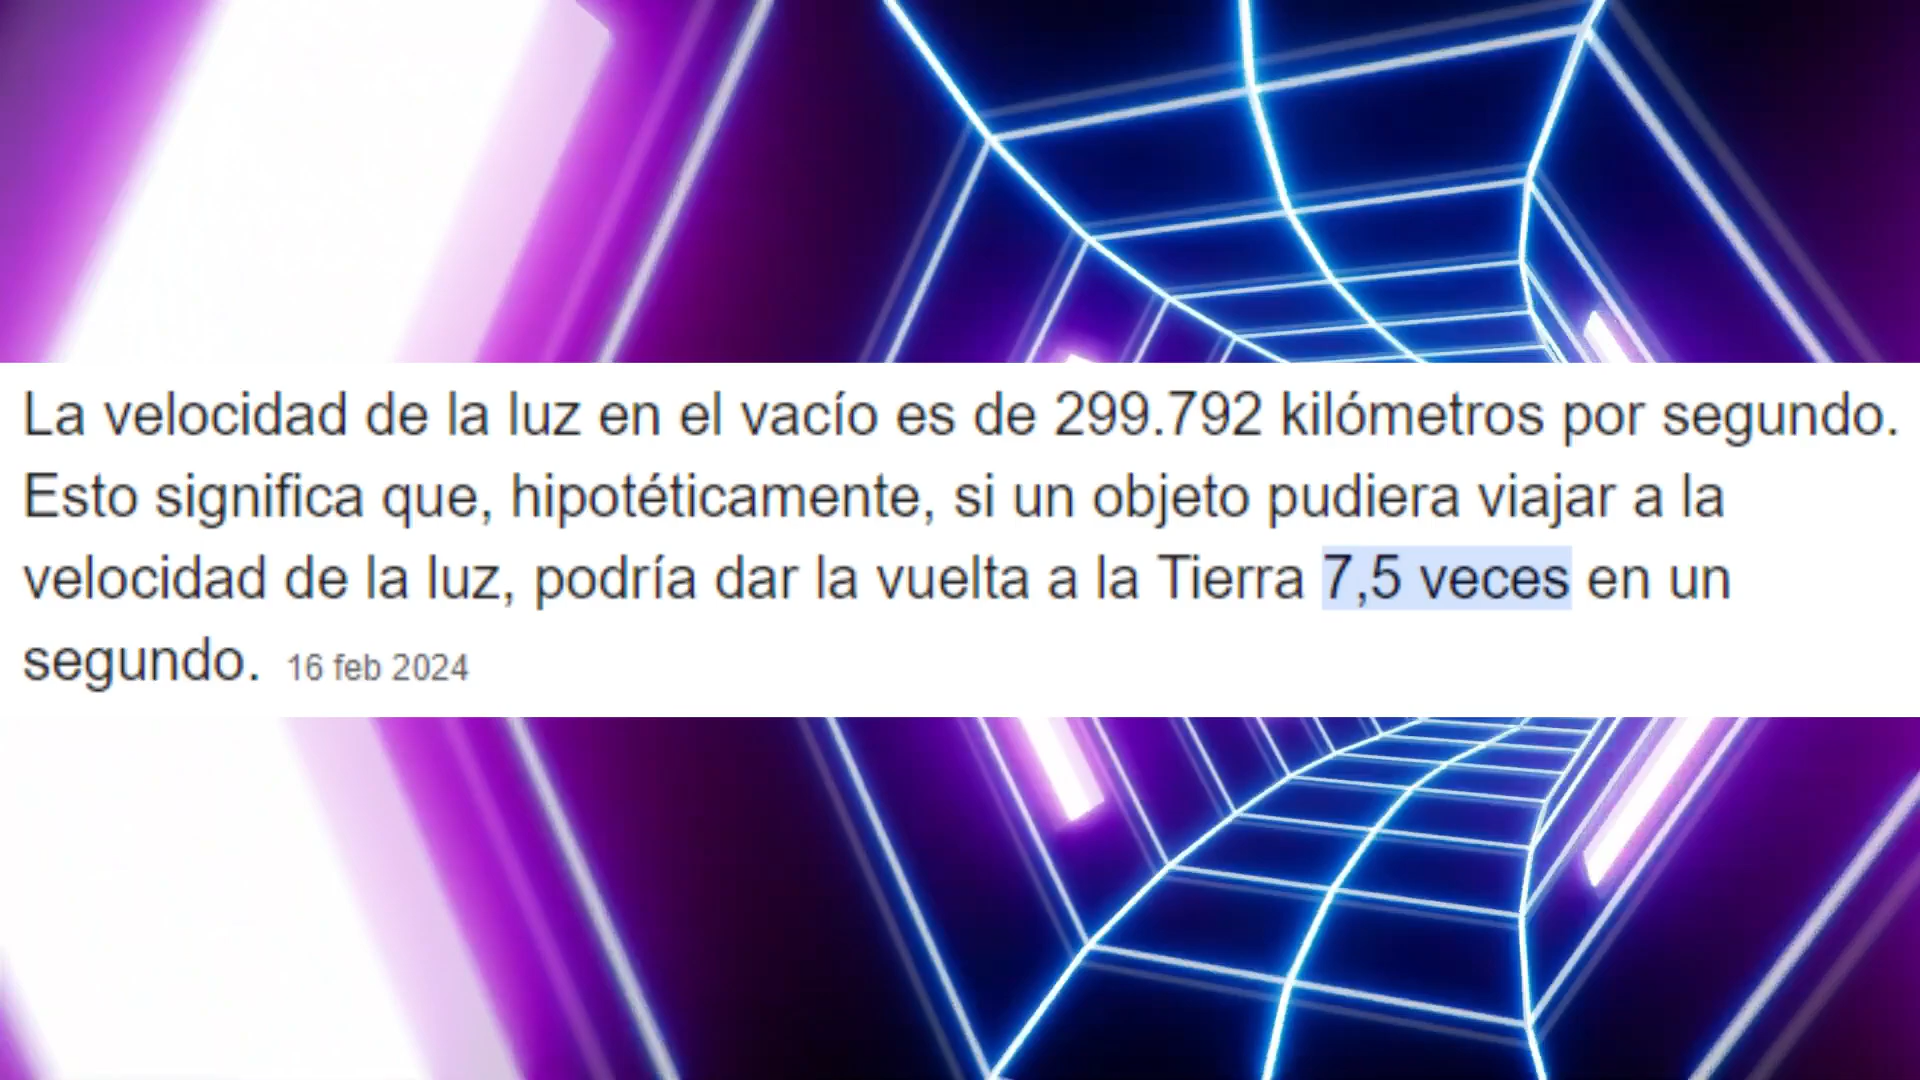 La velocidad de la luz en el vacío es de 299.792 kilómetros por segundo.
Esto significa que, hipotéticamente, si un objeto pudiera viajar a la
velocidad de la luz, podría dar la vuelta a la Tierra 7,5 veces en un
segundo. 16 feb 2024